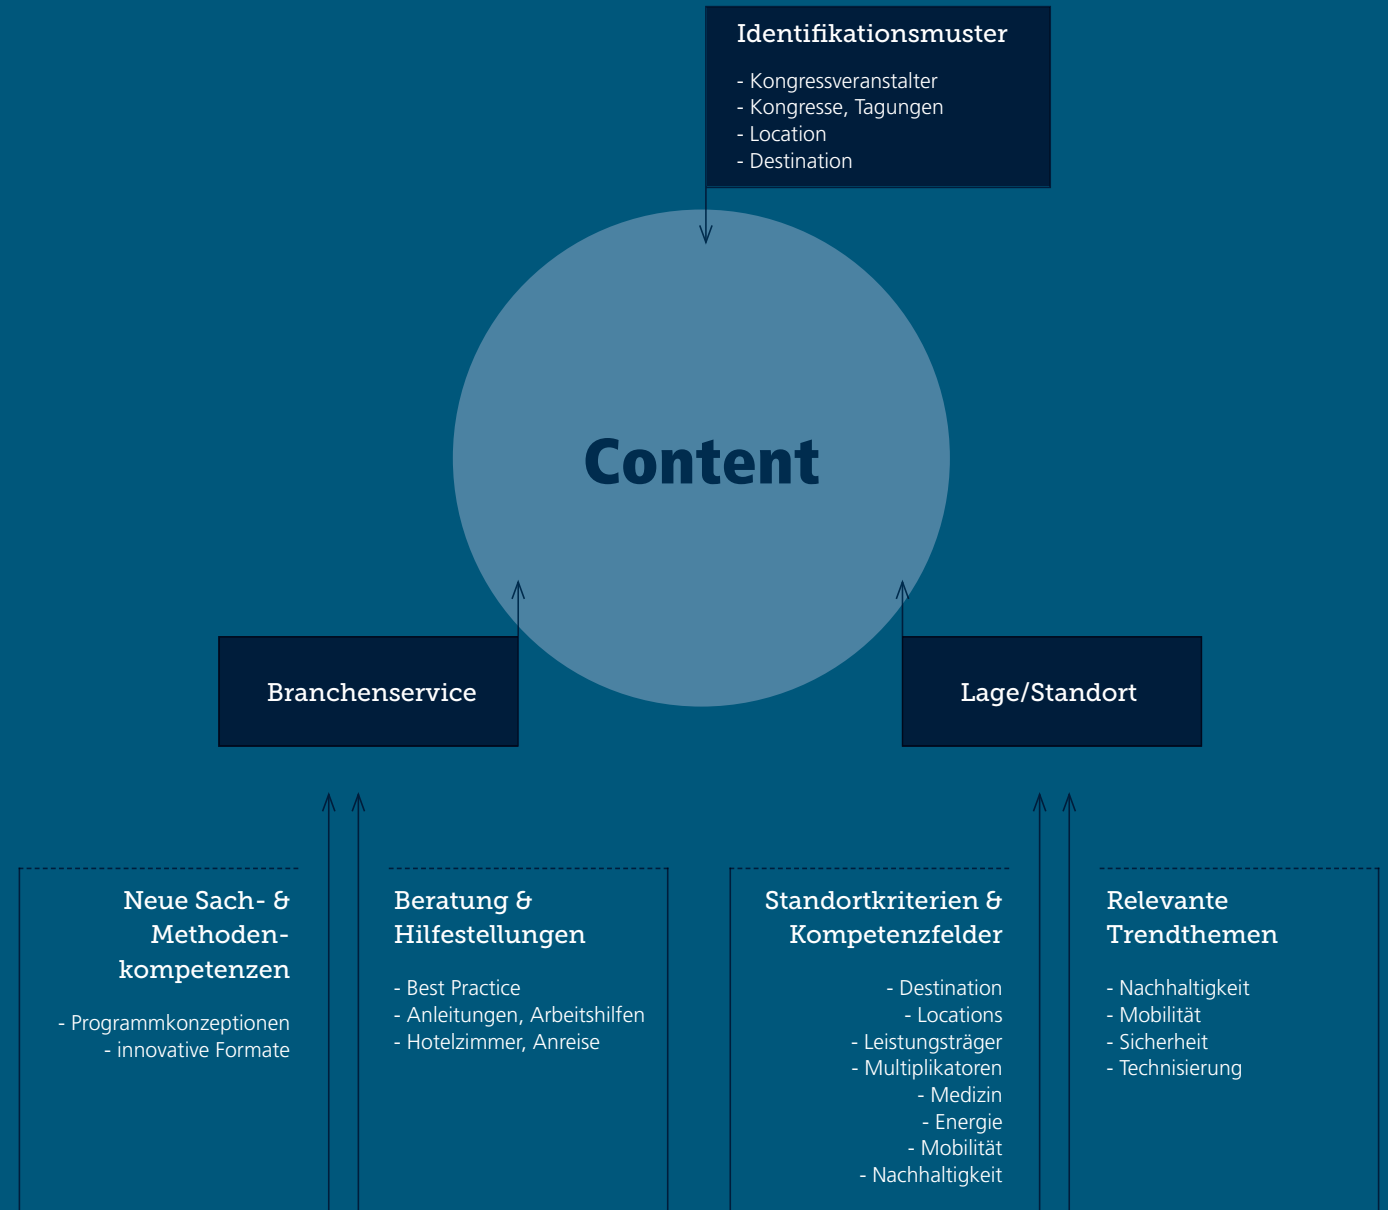 Identifikationsmuster
- Kongressveranstalter
- Kongresse, Tagungen
- Location
- Destination
Content
Branchenservice
Lage/Standort
Neue Sach- &
Methoden-
kompetenzen
- Programmkonzeptionen
- innovative Formate
Beratung &
Hilfestellungen
- Best Practice
- Anleitungen, Arbeitshilfen
- Hotelzimmer, Anreise
Standortkriterien &
Kompetenzfelder
- Destination
- Locations
- Leistungsträger
- Multiplikatoren
- Medizin
- Energie
- Mobilität
- Nachhaltigkeit
Relevante
Trendthemen
- Nachhaltigkeit
- Mobilität
- Sicherheit
- Technisierung